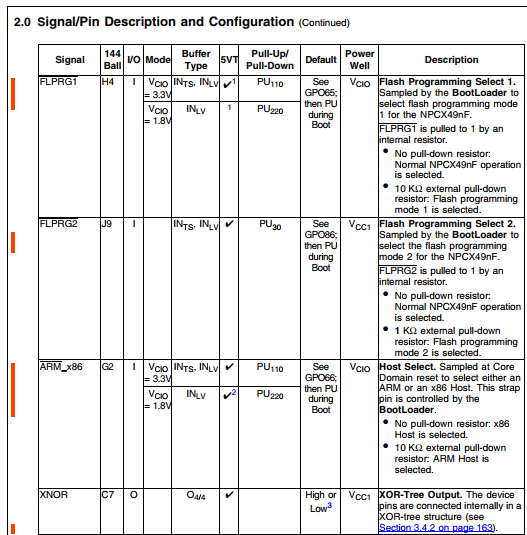 2.0 Signal/Pin Description and Configuration (Continued)
Signal 144 Ball I/O Mode Buffer Type 5VT Pull-Up/ Pull-Down Default Power Well Description
FLPRG1 H4 I VCIO = 3.3V INTS, INLV ✔1 PU110 See GPO65; then PU during Boot VCIO
VCIO = 1.8V INLV 1 PU220
Flash Programming Select 1.
Sampled by the BootLoader to
select flash programming mode
1 for the NPCX49nF.
FLPRG1 is pulled to 1 by an
internal resistor.
• No pull-down resistor:
Normal NPCX49nF operation
is selected.
• 10 KΩ external pull-down
resistor: Flash programming
mode 1 is selected.
FLPRG2 J9 I INTS, INLV ✔ PU30 See GPO86; then PU during Boot VCC1
Flash Programming Select 2.
Sampled by the BootLoader to
select the flash programming
mode 2 for the NPCX49nF.
FLPRG2 is pulled to 1 by an
internal resistor.
• No pull-down resistor:
Normal NPCX49nF operation
is selected.
• 1 KΩ external pull-down
resistor: Flash programming
mode 2 is selected.
ARM_x86 G2 I VCIO = 3.3V INTS, INLV ✔ PU110 See GPO66; then PU during Boot VCIO
VCIO = 1.8V INLV ✔2 PU220
Host Select. Sampled at Core
Domain reset to select either an
ARM or an x86 Host. This strap
pin is controlled by the
BootLoader.
• No pull-down resistor: x86
Host is selected.
• 10 KΩ external pull-down
resistor: ARM Host is
selected.
XNOR C7 O O4/4 ✔ High or Low3 VCC1
XOR-Tree Output. The device
pins are connected internally in a
XOR-tree structure (see
Section 3.4.2 on page 163).